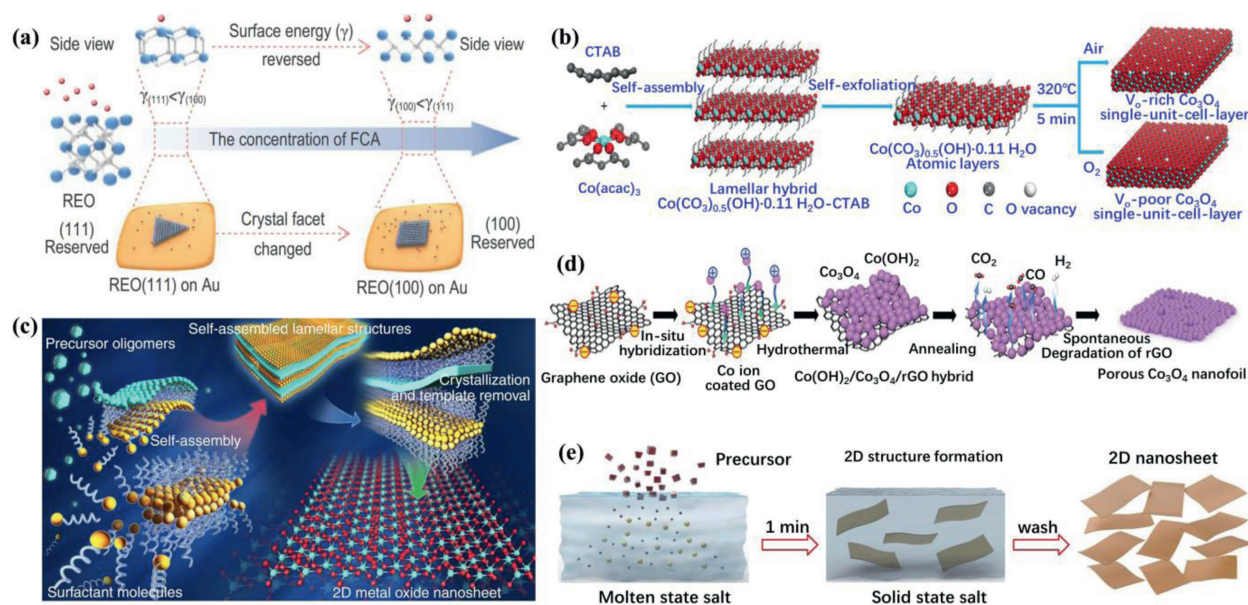 (a)
Side view
Surface energy (γ)
reversed
Side view
γ(111)<γ(100)
γ(100)<γ(111)
The concentration of FCA
REO
(111)
Reserved
Crystal facet
changed
(100)
Reserved
REO(111) on Au
REO(100) on Au
(b)
CTAB
+
Co(acac)3
Self-assembly
Lamellar hybrid
Co(CO3)0.5(OH)·0.11 H2O-CTAB
Self-exfoliation
Co(CO3)0.5(OH)·0.11 H2O
Atomic layers
Co O C O vacancy
320℃
5 min
Air
Vo-rich Co3O4
single-unit-cell-layer
O2
Vo-poor Co3O4
single-unit-cell-layer
(c)
Self-assembled lamellar structures
Precursor oligomers
Crystallization
and template removal
Self-assembly
Surfactant molecules
2D metal oxide nanosheet
(d)
Graphene oxide (GO)
In-situ
hybridization
Co ion
coated GO
Hydrothermal
Co3O4
Co(OH)2
Co(OH)2/Co3O4/rGO hybrid
Annealing
CO2
CO
H2
Spontaneous
Degradation of rGO
Porous Co3O4 nanofoil
(e)
Precursor
Molten state salt
1 min
2D structure formation
Solid state salt
wash
2D nanosheet